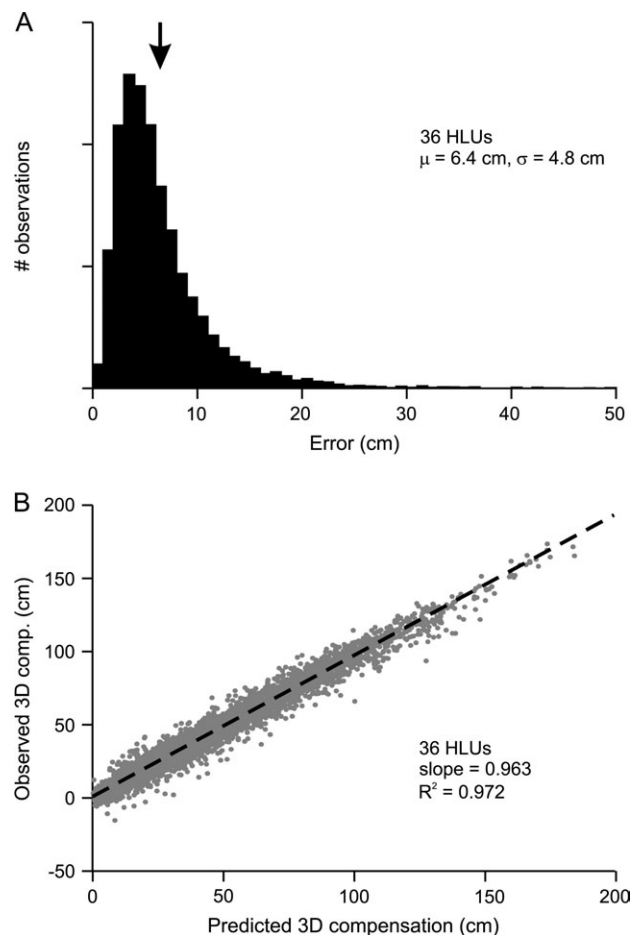 A
# observations
36 HLUs
μ = 6.4 cm, σ = 4.8 cm
0 10 20 30 40 50
Error (cm)
B
Observed 3D comp. (cm)
200
150
100
50
0
-50
36 HLUs
slope = 0.963
R² = 0.972
0 50 100 150 200
Predicted 3D compensation (cm)